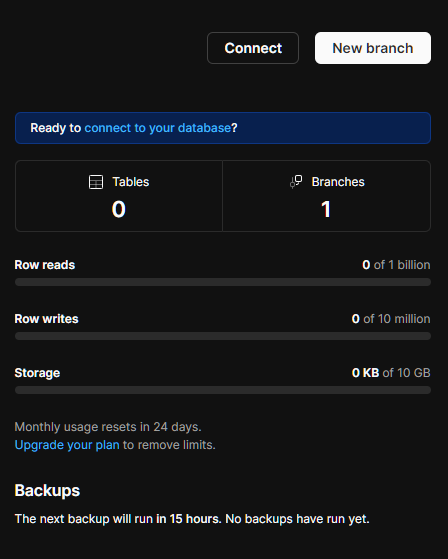 Connect New branch
Ready to connect to your database?
Tables Branches
0 1
Row reads 0 of 1 billion
Row writes 0 of 10 million
Storage 0 KB of 10 GB
Monthly usage resets in 24 days.
Upgrade your plan to remove limits.
Backups
The next backup will run in 15 hours. No backups have run yet.